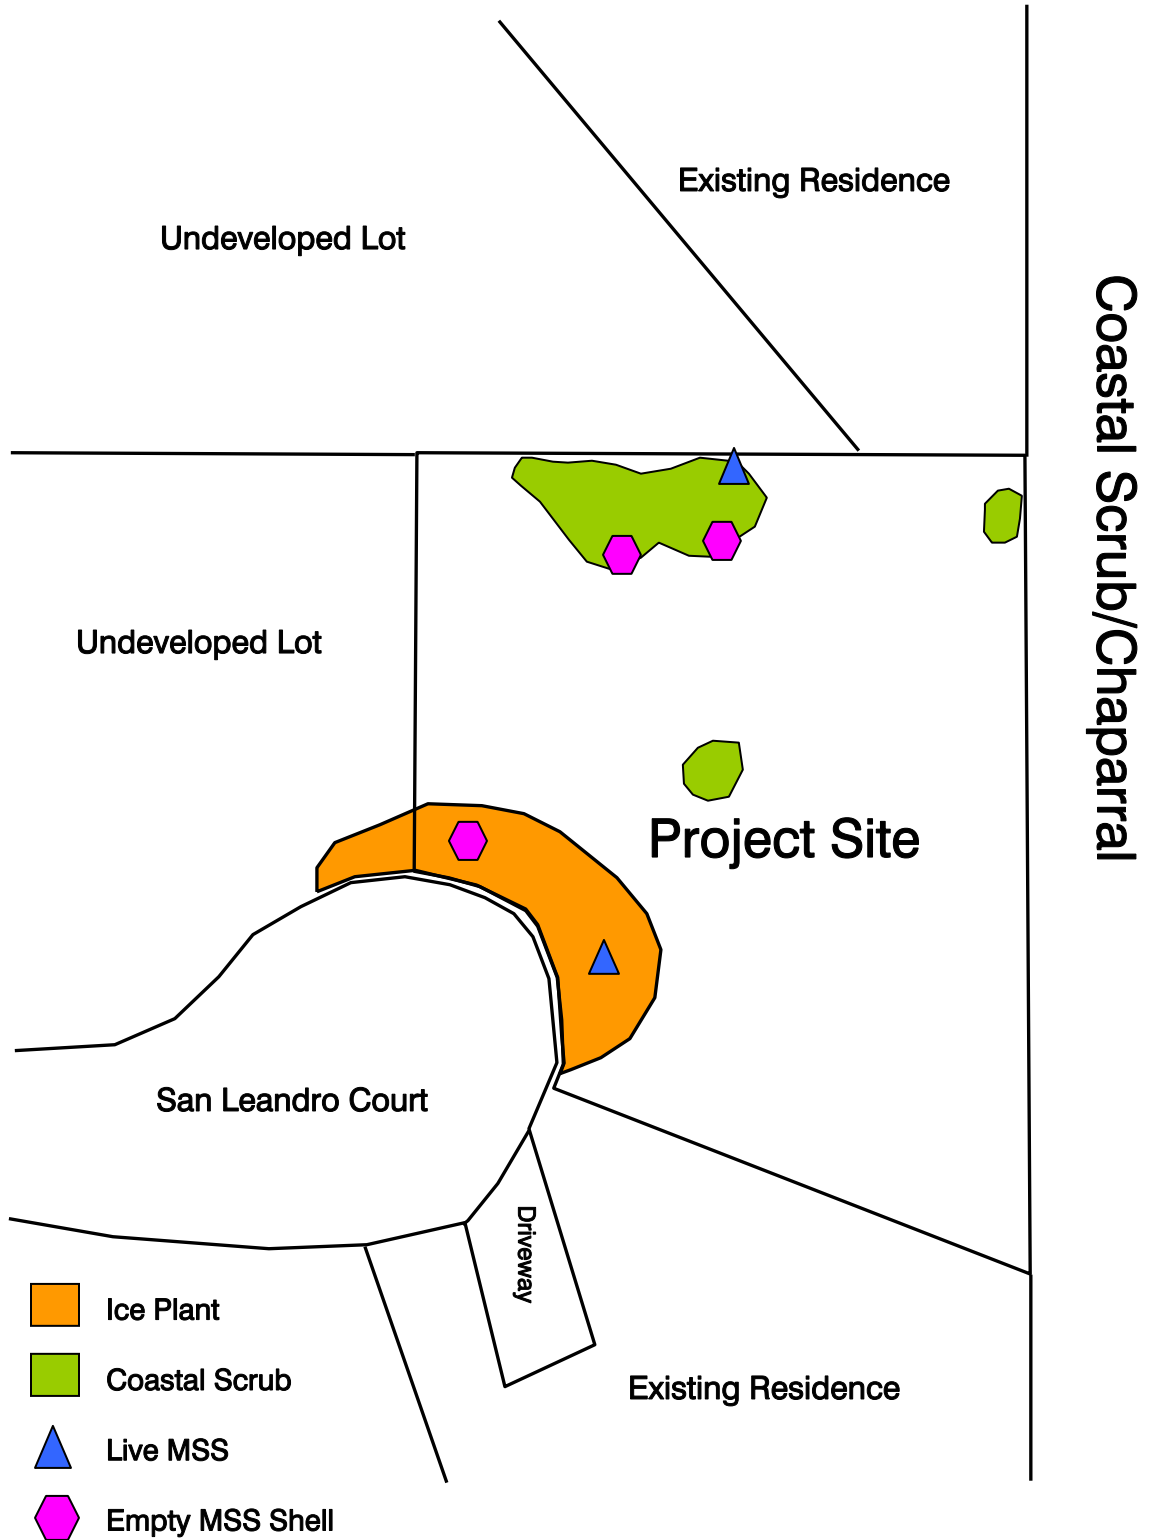 Existing Residence
Undeveloped Lot
Coastal Scrub/Chaparral
Undeveloped Lot
Project Site
San Leandro Court
Driveway
Ice Plant
Coastal Scrub
Existing Residence
Live MSS
Empty MSS Shell